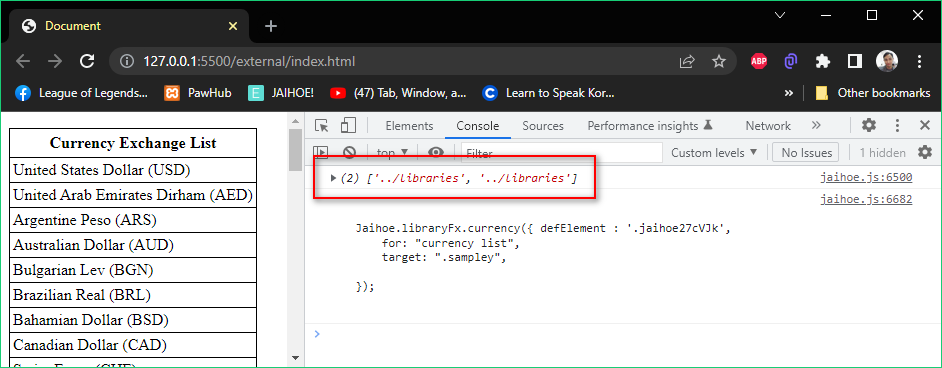 Document
127.0.0.1:5500/external/index.html
ABP
League of Legends...
PawHub
E JAIHOE!
(47) Tab, Window, a...
C Learn to Speak Kor...
»
Other bookmarks
Elements
Console
Sources
Performance insights
Network
»
top
Filter
Custom levels
No Issues
1 hidden
(2) ['../libraries', '../libraries']
jaihoe.js:6500
jaihoe.js:6682
Jaihoe.libraryFx.currency({ defElement : '.jaihoe27cVJk',
for: "currency list",
target: ".sampley",
});
Currency Exchange List
United States Dollar (USD)
United Arab Emirates Dirham (AED)
Argentine Peso (ARS)
Australian Dollar (AUD)
Bulgarian Lev (BGN)
Brazilian Real (BRL)
Bahamian Dollar (BSD)
Canadian Dollar (CAD)